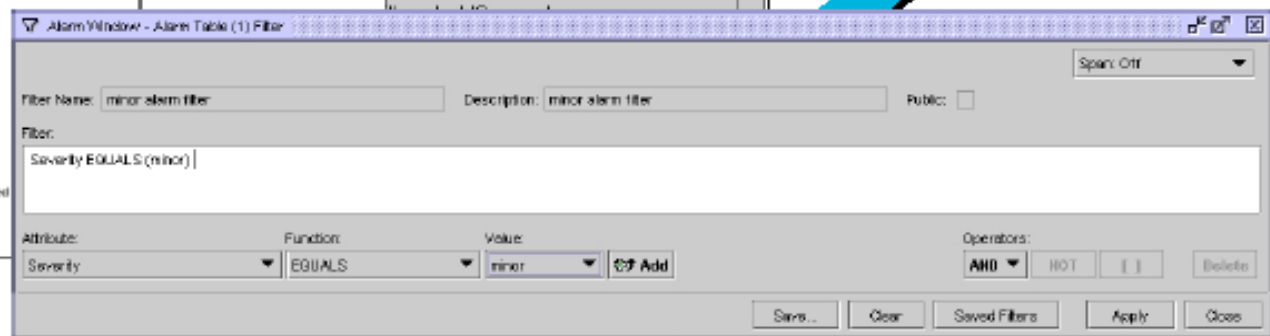 Alarm Window - Alarm Table (1) Filter
Span: Off
Filter Name: minor alarm filter Description: minor alarm filter Public:
Filter:
Severity EQUALS (minor)
Attribute: Function: Value: Operators:
Severity EQUALS minor Add AND NOT [ ] Delete
Save... Clear Saved Filters Apply Close